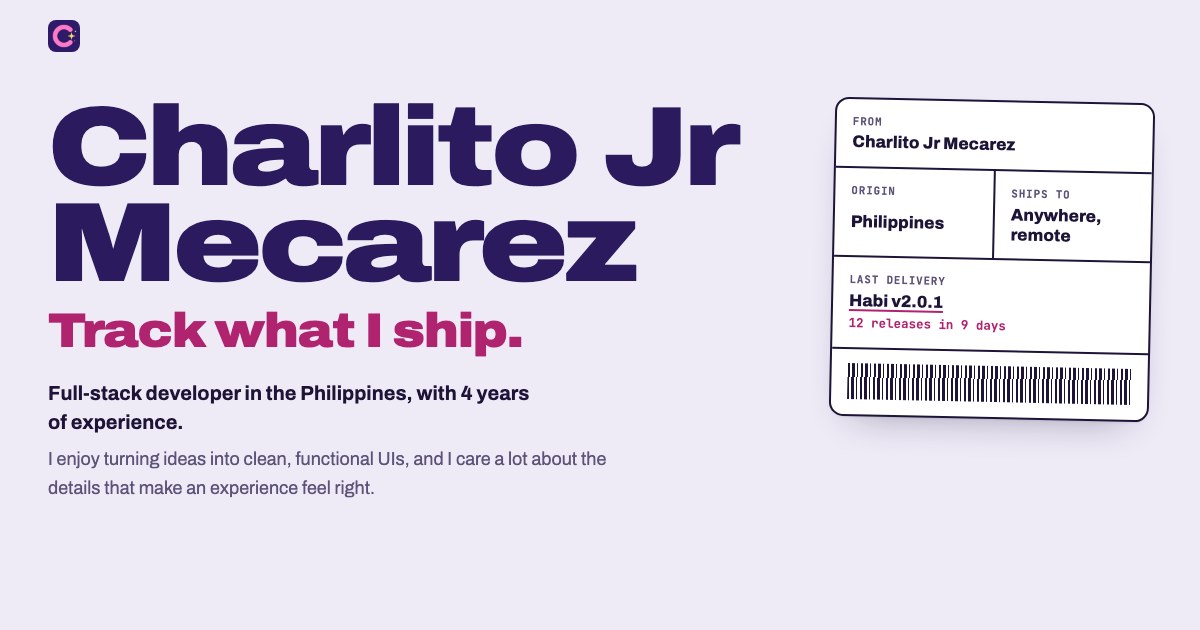 Charlito Jr
Mecarez
Track what I ship.
Full-stack developer in the Philippines, with 4 years
of experience.
I enjoy turning ideas into clean, functional UIs, and I care a lot about the
details that make an experience feel right.
FROM
Charlito Jr Mecarez
ORIGIN
Philippines
SHIPS TO
Anywhere,
remote
LAST DELIVERY
Habi v2.0.1
12 releases in 9 days